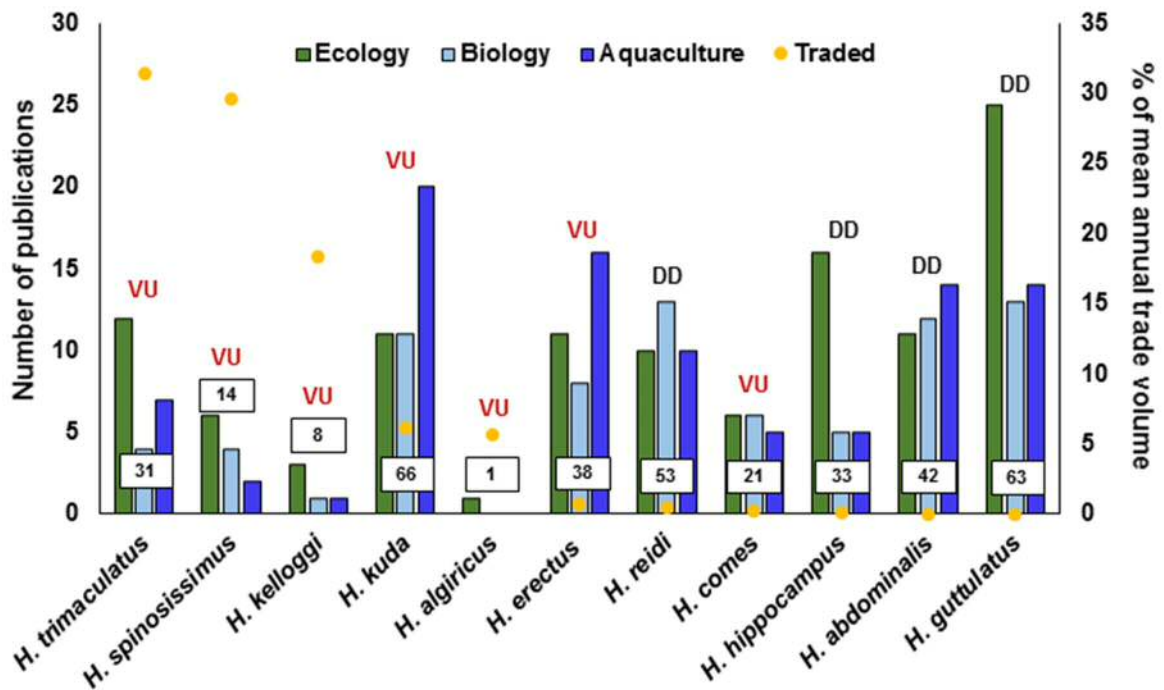 Number of publications
30
25
20
15
10
5
0
Ecology Biology Aquaculture Traded
% of mean annual trade volume
35
30
25
20
15
10
5
0
VU
VU
VU
VU
VU
VU
DD
VU
DD
DD
DD
31
14
8
66
1
38
53
21
33
42
63
H. trimaculatus
H. spinosissimus
H. kelloggi
H. kuda
H. algiricus
H. erectus
H. reidi
H. comes
H. hippocampus
H. abdominalis
H. guttulatus